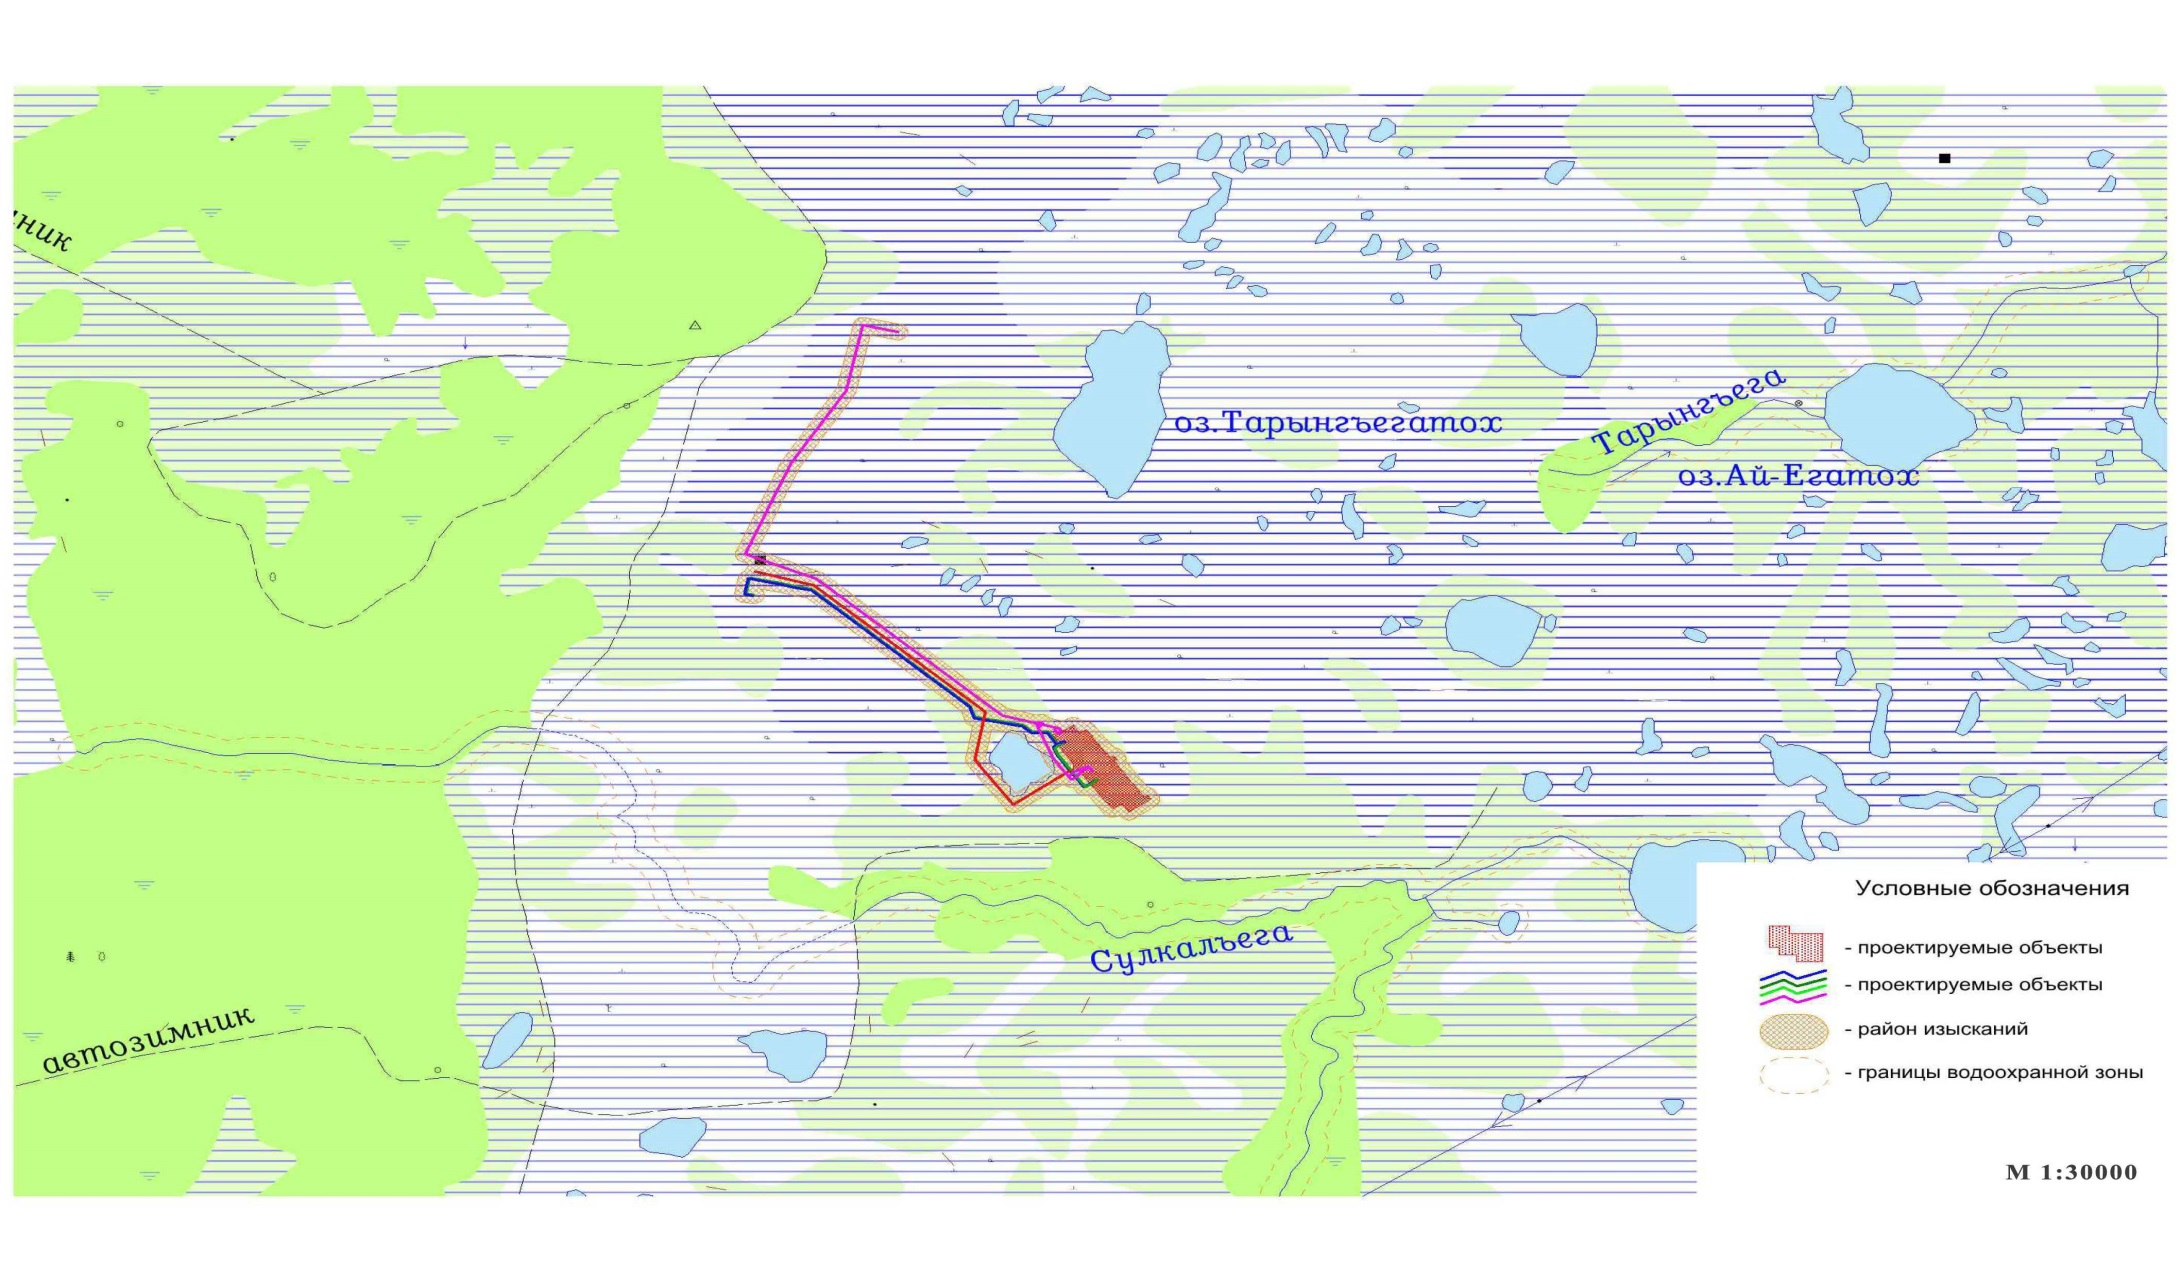 ник
Тарынгъега
оз.Тарынгъегатох
оз.Ай-Егатох
Сулкалъега
автозимник
Условные обозначения
- проектируемые объекты
- проектируемые объекты
- район изысканий
- границы водоохранной зоны
М 1:30000